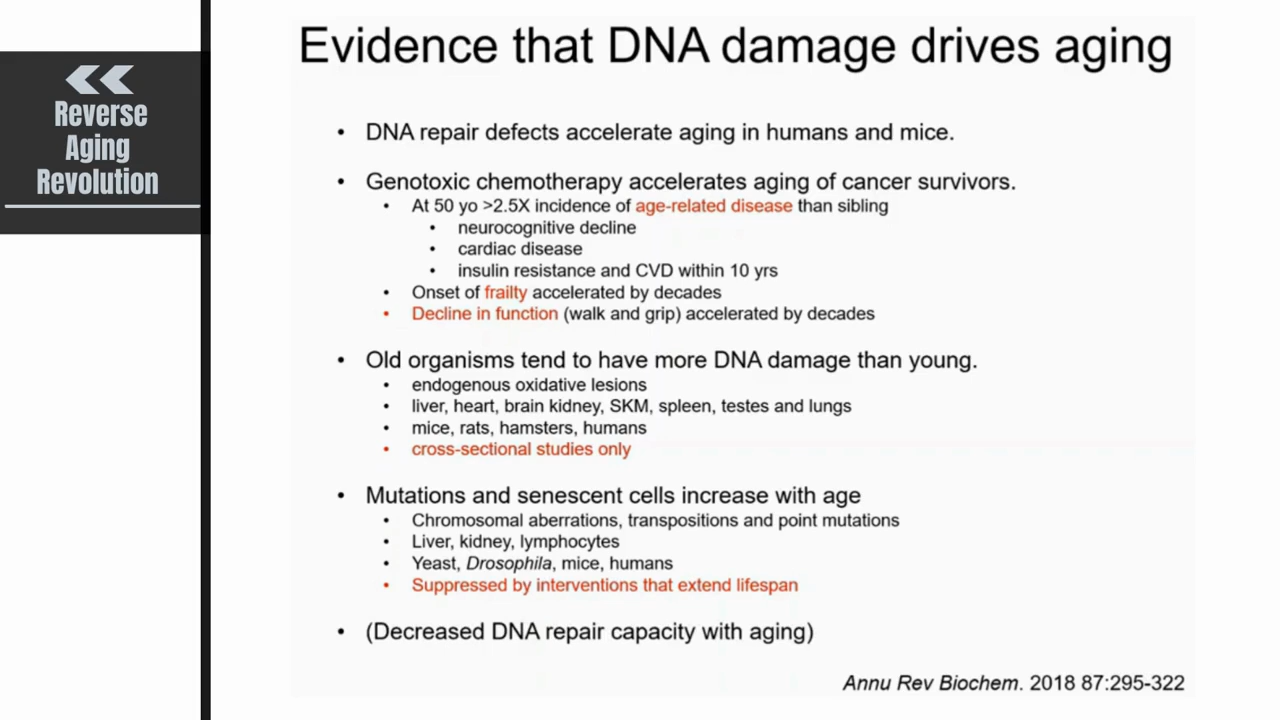 Reverse
Aging
Revolution
Evidence that DNA damage drives aging
• DNA repair defects accelerate aging in humans and mice.
• Genotoxic chemotherapy accelerates aging of cancer survivors.
• At 50 yo >2.5X incidence of age-related disease than sibling
• neurocognitive decline
• cardiac disease
• insulin resistance and CVD within 10 yrs
• Onset of frailty accelerated by decades
• Decline in function (walk and grip) accelerated by decades
• Old organisms tend to have more DNA damage than young.
• endogenous oxidative lesions
• liver, heart, brain kidney, SKM, spleen, testes and lungs
• mice, rats, hamsters, humans
• cross-sectional studies only
• Mutations and senescent cells increase with age
• Chromosomal aberrations, transpositions and point mutations
• Liver, kidney, lymphocytes
• Yeast, Drosophila, mice, humans
• Suppressed by interventions that extend lifespan
• (Decreased DNA repair capacity with aging)
Annu Rev Biochem. 2018 87:295-322